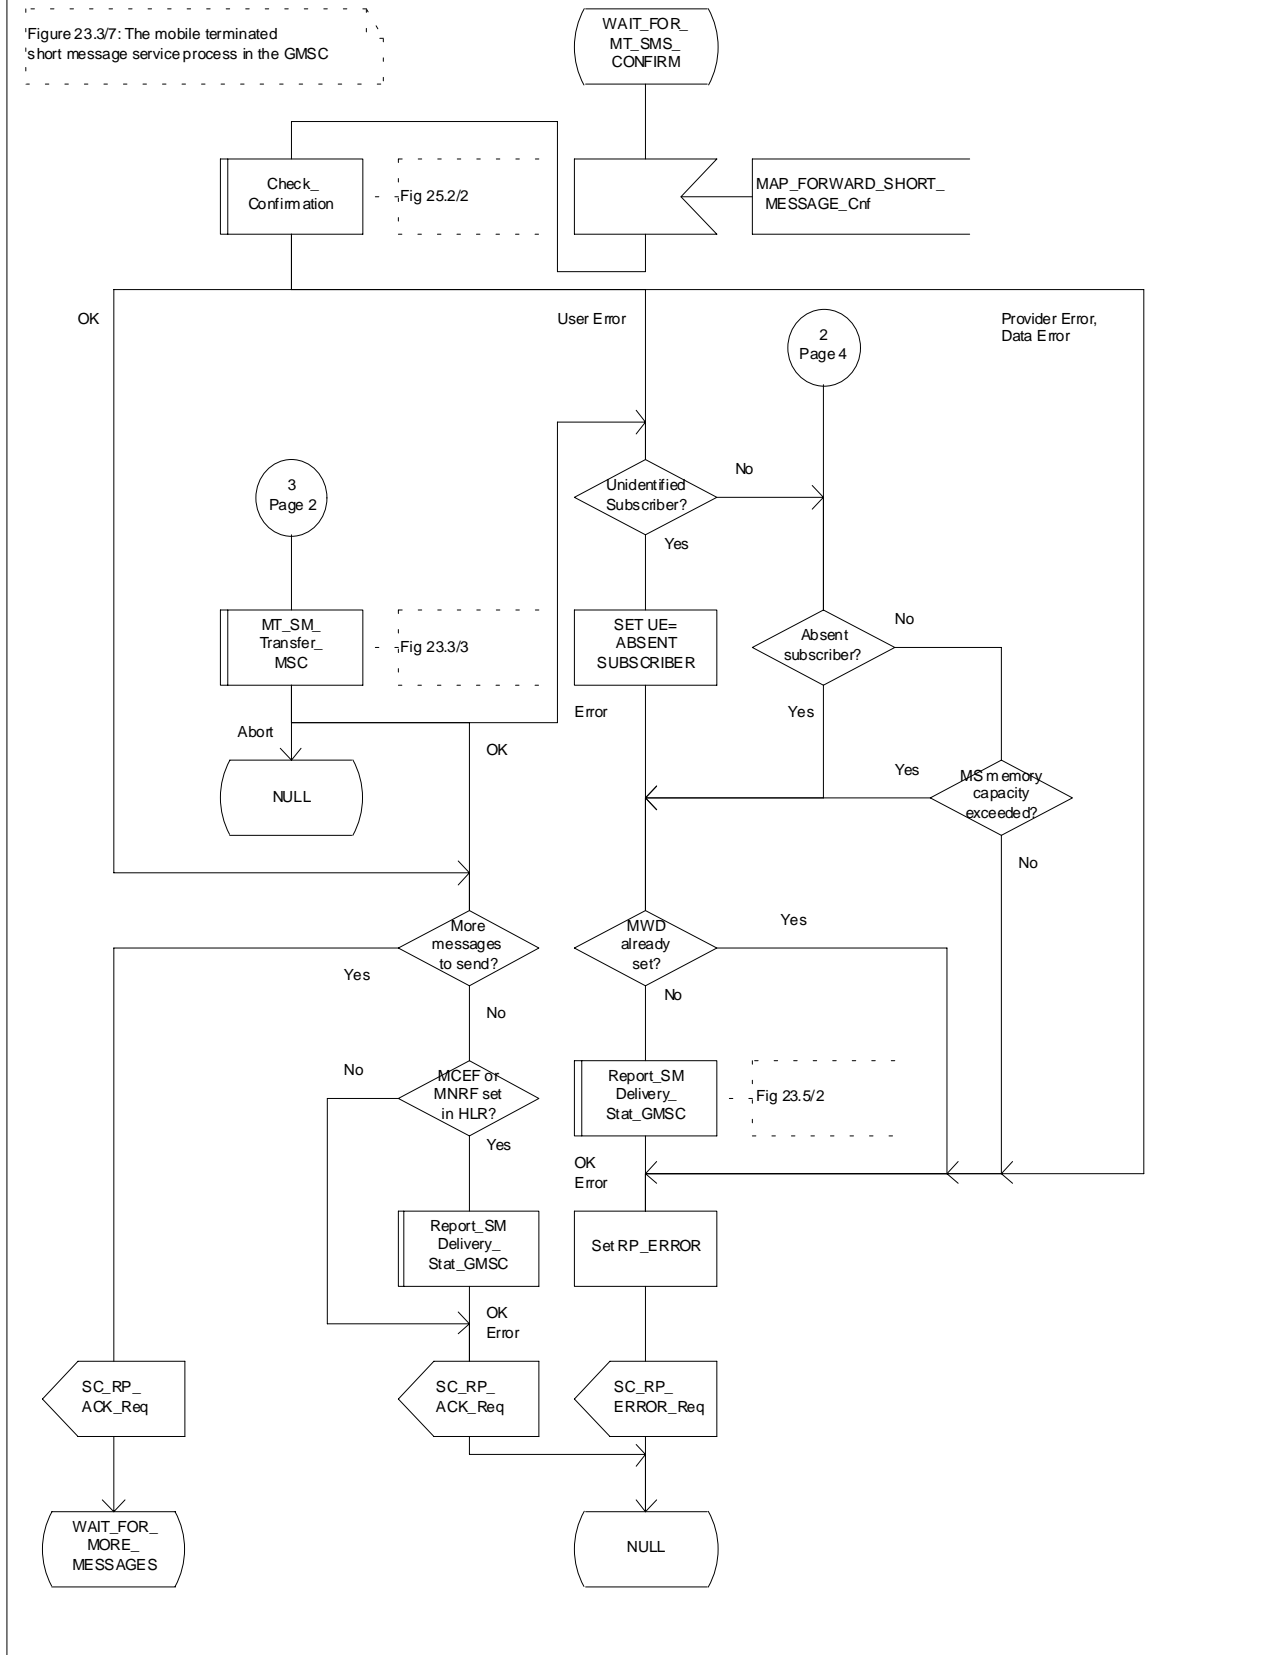 Figure 23.3/7: The mobile terminated
short message service process in the GMSC
WAIT_FOR_
MT_SMS_
CONFIRM
Check_
Confirmation
Fig 25.2/2
MAP_FORWARD_SHORT_
MESSAGE_Cnf
OK
User Error
Provider Error,
Data Error
2
Page 4
3
Page 2
Unidentified
Subscriber?
No
Yes
MT_SM_
Transfer_
MSC
Fig 23.3/3
SET UE=
ABSENT
SUBSCRIBER
Absent
subscriber?
No
Error
Yes
Abort
OK
NULL
Yes
MS memory
capacity
exceeded?
No
More
messages
to send?
Yes
No
MWD
already
set?
Yes
No
No
MCEF or
MNRF set
in HLR?
Yes
Report_SM
Delivery_
Stat_GMSC
Fig 23.5/2
OK
Error
Report_SM
Delivery_
Stat_GMSC
Set RP_ERROR
OK
Error
SC_RP_
ACK_Req
SC_RP_
ACK_Req
SC_RP_
ERROR_Req
WAIT_FOR_
MORE_
MESSAGES
NULL